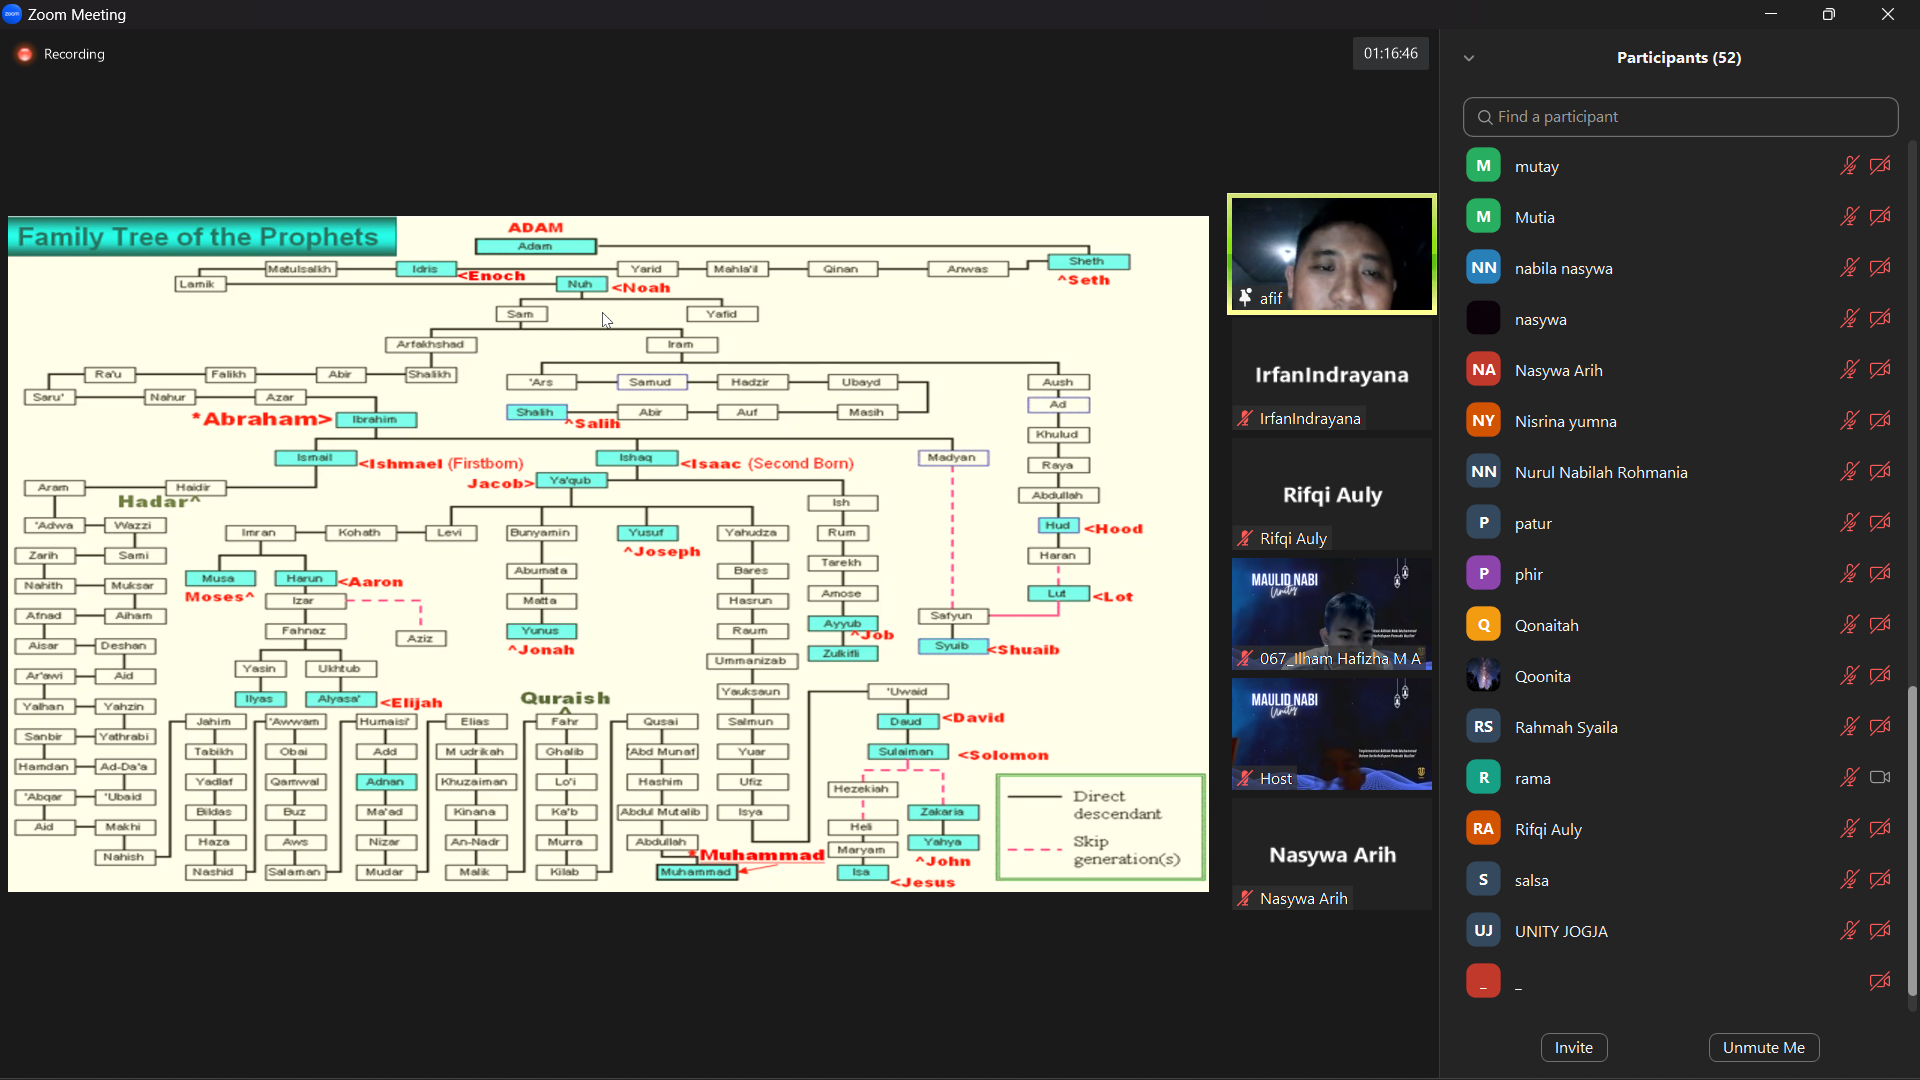 zoom Zoom Meeting
Recording
01:16:46
Family Tree of the Prophets
ADAM
Adam
Matulsalkh
Idris
<Enoch
Yarid
Mahla'il
Qinan
Anwas
Sheth
^Seth
Lamik
Nuh
<Noah
Sam
Yafid
Arfakhshad
Iram
Ra'u
Falikh
Abir
Shalikh
'Ars
Samud
Hadzir
Ubayd
Aush
Saru'
Nahur
Azar
*Abraham>
Ibrahim
Shalih
^Salih
Abir
Auf
Masih
Ad
Khulud
Ismail
<Ishmael (Firstborn)
Ishaq
<Isaac (Second Born)
Madyan
Raya
Jacob>
Ya'qub
Aram
Haidir
Hadar^
Ish
Abdullah
'Adwa
Wazzi
Imran
Kohath
Levi
Bunyamin
Yusuf
^Joseph
Yahudza
Rum
Hud
<Hood
Zarih
Sami
Tarekh
Haran
Nahith
Muksar
Musa
Moses^
Harun
<Aaron
Abumata
Bares
Amose
Lut
<Lot
Izar
Matta
Hasrun
Afnad
Aiham
Fahnaz
Aziz
Yunus
^Jonah
Raum
Ayyub
^Job
Safyun
Aisar
Deshan
Zulkifli
Syuib
<Shuaib
Ar'awi
Aid
Yasin
Ukhtub
Ummanizab
Yalhan
Yahzin
Ilyas
Alyasa'
<Elijah
Quraish
^
Yauksaun
'Uwaid
Sanbir
Yathrabi
Jahim
'Awwam
Humaisi'
Elias
Fahr
Qusai
Salmun
Daud
<David
Hamdan
Ad-Da'a
Tabikh
Obai
Add
Mudrikah
Ghalib
'Abd Munaf
Yuar
Sulaiman
<Solomon
'Abqar
'Ubaid
Yadlaf
Qamwal
Adnan
Khuzaiman
Lo'i
Hashim
Ufiz
Hezekiah
Aid
Makhi
Bildas
Buz
Ma'ad
Kinana
Ka'b
Abdul Mutalib
Isya
Zakaria
Nahish
Haza
Aws
Nizar
An-Nadr
Murra
Abdullah
Heli
Yahya
^John
Nashid
Salaman
Mudar
Malik
Kilab
Muhammad
*Muhammad
Maryam
Isa
<Jesus
Direct
descendant
Skip
generation(s)
afif
IrfanIndrayana
IrfanIndrayana
Rifqi Auly
Rifqi Auly
MAULID NABI
Unity
067_Ilham Hafizha M A
MAULID NABI
Unity
Host
Nasywa Arih
Nasywa Arih
Participants (52)
Find a participant
M mutay
M Mutia
NN nabila nasywa
nasywa
NA Nasywa Arih
NY Nisrina yumna
NN Nurul Nabilah Rohmania
P patur
P phir
Q Qonaitah
Qoonita
RS Rahmah Syaila
R rama
RA Rifqi Auly
S salsa
UJ UNITY JOGJA
_ _
Invite
Unmute Me